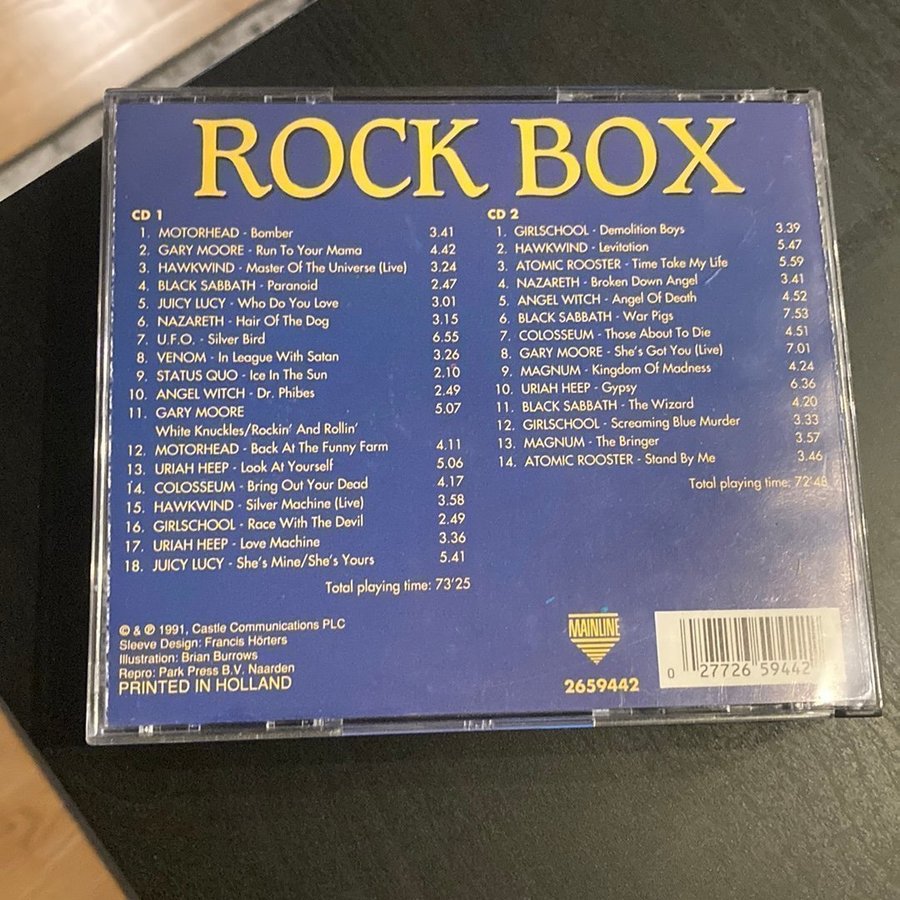 ROCK BOX
CD 1
1. MOTORHEAD - Bomber 3.41
2. GARY MOORE - Run To Your Mama 4.42
3. HAWKWIND - Master Of The Universe (Live) 3.24
4. BLACK SABBATH - Paranoid 2.47
5. JUICY LUCY - Who Do You Love 3.01
6. NAZARETH - Hair Of The Dog 3.15
7. U.F.O. - Silver Bird 6.55
8. VENOM - In League With Satan 3.26
9. STATUS QUO - Ice In The Sun 2.10
10. ANGEL WITCH - Dr. Phibes 2.49
11. GARY MOORE 5.07
White Knuckles/Rockin' And Rollin'
12. MOTORHEAD - Back At The Funny Farm 4.11
13. URIAH HEEP - Look At Yourself 5.06
14. COLOSSEUM - Bring Out Your Dead 4.17
15. HAWKWIND - Silver Machine (Live) 3.58
16. GIRLSCHOOL - Race With The Devil 2.49
17. URIAH HEEP - Love Machine 3.36
18. JUICY LUCY - She's Mine/She's Yours 5.41
Total playing time: 73'25
CD 2
1. GIRLSCHOOL - Demolition Boys 3.39
2. HAWKWIND - Levitation 5.47
3. ATOMIC ROOSTER - Time Take My Life 5.59
4. NAZARETH - Broken Down Angel 3.41
5. ANGEL WITCH - Angel Of Death 4.52
6. BLACK SABBATH - War Pigs 7.53
7. COLOSSEUM - Those About To Die 4.51
8. GARY MOORE - She's Got You (Live) 7.01
9. MAGNUM - Kingdom Of Madness 4.24
10. URIAH HEEP - Gypsy 6.36
11. BLACK SABBATH - The Wizard 4.20
12. GIRLSCHOOL - Screaming Blue Murder 3.33
13. MAGNUM - The Bringer 3.57
14. ATOMIC ROOSTER - Stand By Me 3.46
Total playing time: 72'48
© & ℗ 1991, Castle Communications PLC
Sleeve Design: Francis Hörters
Illustration: Brian Burrows
Repro: Park Press B.V. Naarden
PRINTED IN HOLLAND
MAINLINE
2659442
0 27726 59442 2